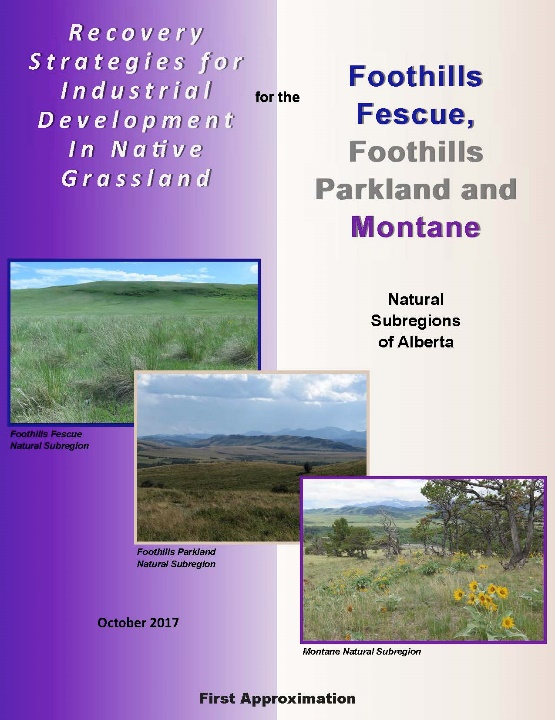 Recovery
Strategies for
Industrial
Development
In Native
Grassland
for the
Foothills
Fescue,
Foothills
Parkland and
Montane
Natural
Subregions
of Alberta
Foothills Fescue
Natural Subregion
Foothills Parkland
Natural Subregion
Montane Natural Subregion
October 2017
First Approximation